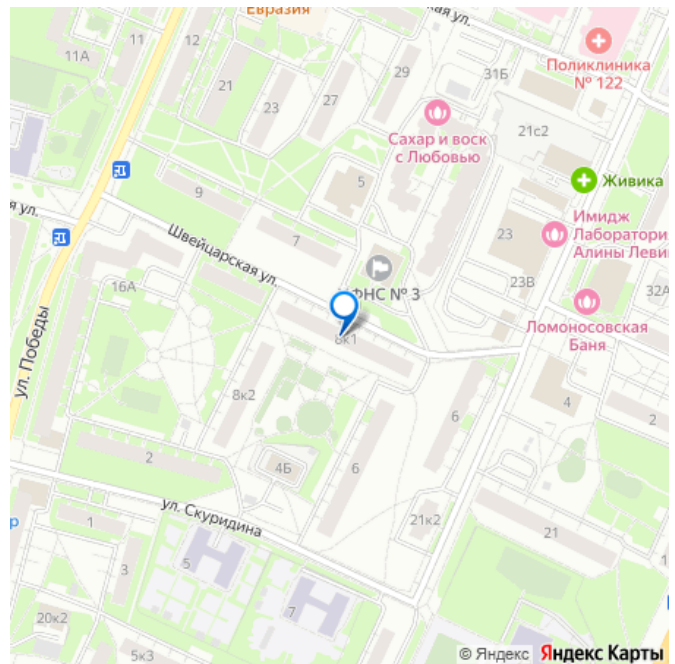 Евразия
ая ул.
11
12
11А
Поликлиника
№ 122
29
31Б
21
23
27
21с2
Сахар и воск
с Любовью
5
Живика
9
ая ул.
Имидж
Лаборатори
Алины Левин
23
7
Швейцарская ул.
ФНС № 3
16А
23В
32А
Ломоносовская
Баня
8к1
ул. Победы
8к2
4
6
2
2
4Б
6
ул. Скуридина
21к2
21
р
1
5
3
1
7
20к2
5к3
© Яндекс
Яндекс Карты